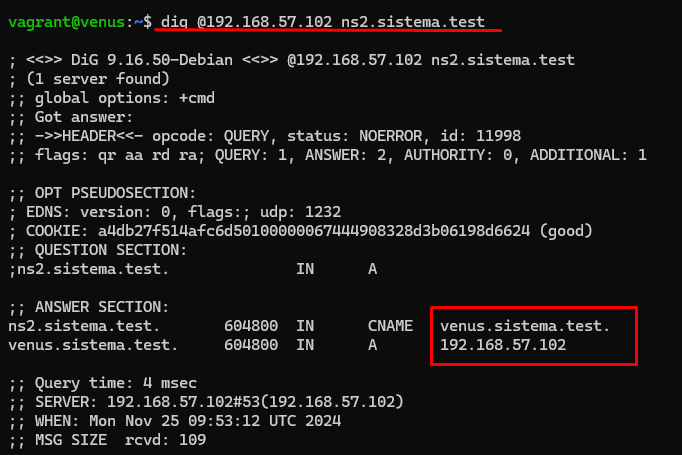 vagrant@venus:~$ dig @192.168.57.102 ns2.sistema.test
; <<>> DiG 9.16.50-Debian <<>> @192.168.57.102 ns2.sistema.test
; (1 server found)
;; global options: +cmd
;; Got answer:
;; ->>HEADER<<- opcode: QUERY, status: NOERROR, id: 11998
;; flags: qr aa rd ra; QUERY: 1, ANSWER: 2, AUTHORITY: 0, ADDITIONAL: 1
;; OPT PSEUDOSECTION:
; EDNS: version: 0, flags:; udp: 1232
; COOKIE: a4db27f514afc6d50100000067444908328d3b06198d6624 (good)
;; QUESTION SECTION:
;ns2.sistema.test. IN A
;; ANSWER SECTION:
ns2.sistema.test. 604800 IN CNAME venus.sistema.test.
venus.sistema.test. 604800 IN A 192.168.57.102
;; Query time: 4 msec
;; SERVER: 192.168.57.102#53(192.168.57.102)
;; WHEN: Mon Nov 25 09:53:12 UTC 2024
;; MSG SIZE rcvd: 109